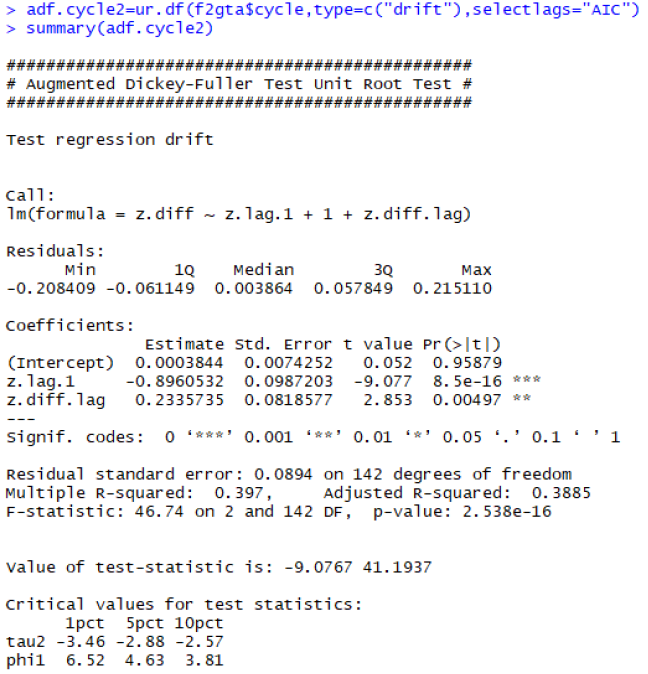 > adf.cycle2=ur.df(f2gta$cycle,type=c("drift"),selectlags="AIC")
> summary(adf.cycle2)
###############################################
# Augmented Dickey-Fuller Test Unit Root Test #
###############################################
Test regression drift
Call:
lm(formula = z.diff ~ z.lag.1 + 1 + z.diff.lag)
Residuals:
Min 1Q Median 3Q Max
-0.208409 -0.061149 0.003864 0.057849 0.215110
Coefficients:
Estimate Std. Error t value Pr(>|t|)
(Intercept) 0.0003844 0.0074252 0.052 0.95879
z.lag.1 -0.8960532 0.0987203 -9.077 8.5e-16 ***
z.diff.lag 0.2335735 0.0818577 2.853 0.00497 **
---
Signif. codes: 0 ‘***’ 0.001 ‘**’ 0.01 ‘*’ 0.05 ‘.’ 0.1 ‘ ’ 1
Residual standard error: 0.0894 on 142 degrees of freedom
Multiple R-squared: 0.397, Adjusted R-squared: 0.3885
F-statistic: 46.74 on 2 and 142 DF, p-value: 2.538e-16
Value of test-statistic is: -9.0767 41.1937
Critical values for test statistics:
1pct 5pct 10pct
tau2 -3.46 -2.88 -2.57
phi1 6.52 4.63 3.81